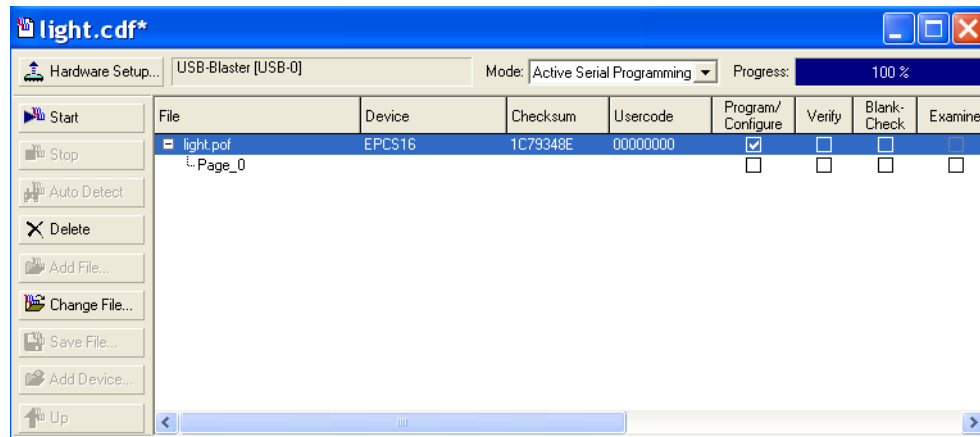 light.cdf*
Hardware Setup... USB-Blaster [USB-0] Mode: Active Serial Programming Progress: 100 %
Start
Stop
Auto Detect
Delete
Add File...
Change File...
Save File...
Add Device...
Up
File Device Checksum Usercode Program/ Configure Verify Blank- Check Examine
light.pof EPCS16 1C79348E 00000000
Page_0